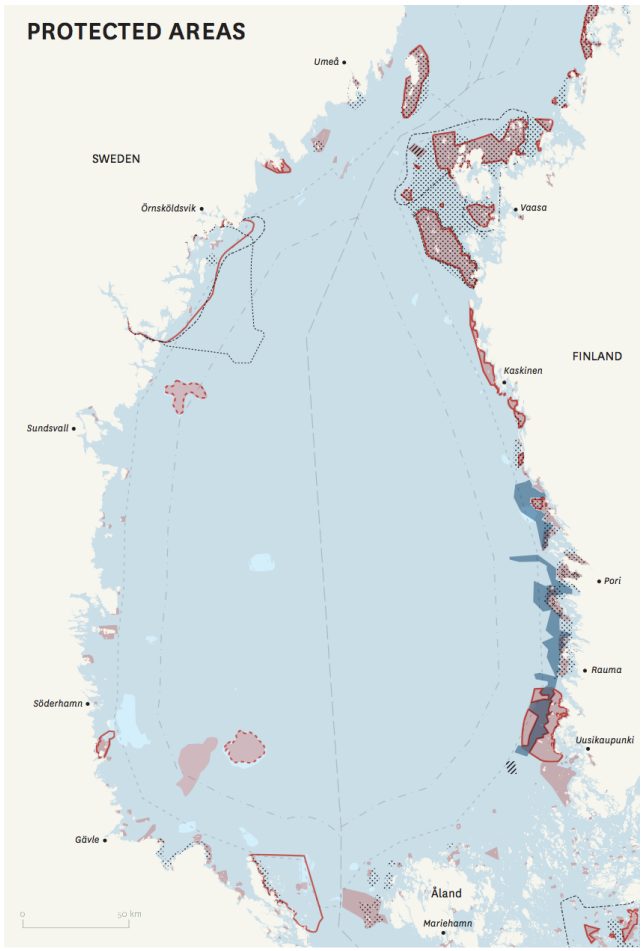 PROTECTED AREAS
Umeå
SWEDEN
Örnsköldsvik
Vaasa
FINLAND
Kaskinen
Sundsvall
Pori
Rauma
Söderhamn
Uusikaupunki
Gävle
Åland
0 50 km
Mariehamn